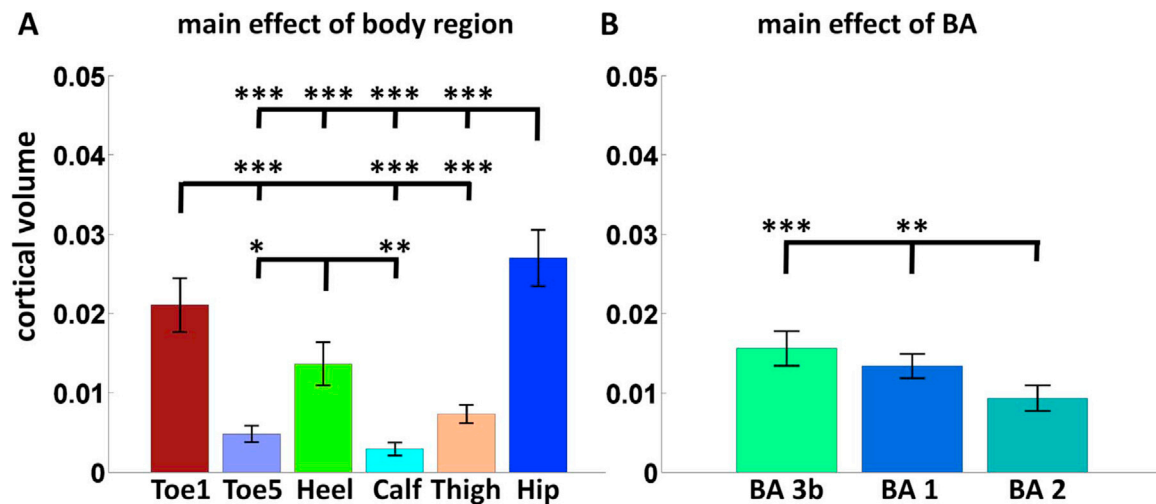 A main effect of body region
cortical volume
0.05
0.04
0.03
0.02
0.01
0
*** *** *** ***
*** *** ***
* **
Toe1 Toe5 Heel Calf Thigh Hip
B main effect of BA
0.05
0.04
0.03
0.02
0.01
0
*** **
BA 3b BA 1 BA 2